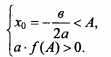 x₀ = -в/2a < A,
a · f(A) > 0.